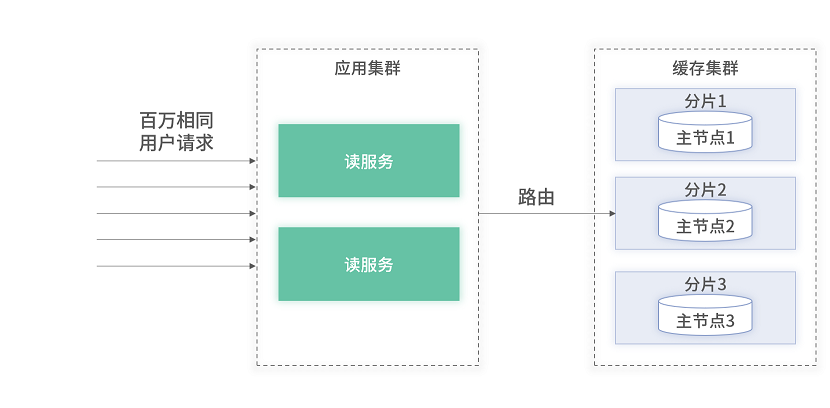 百万相同
用户请求
应用集群
读服务
读服务
路由
缓存集群
分片1
主节点1
分片2
主节点2
分片3
主节点3